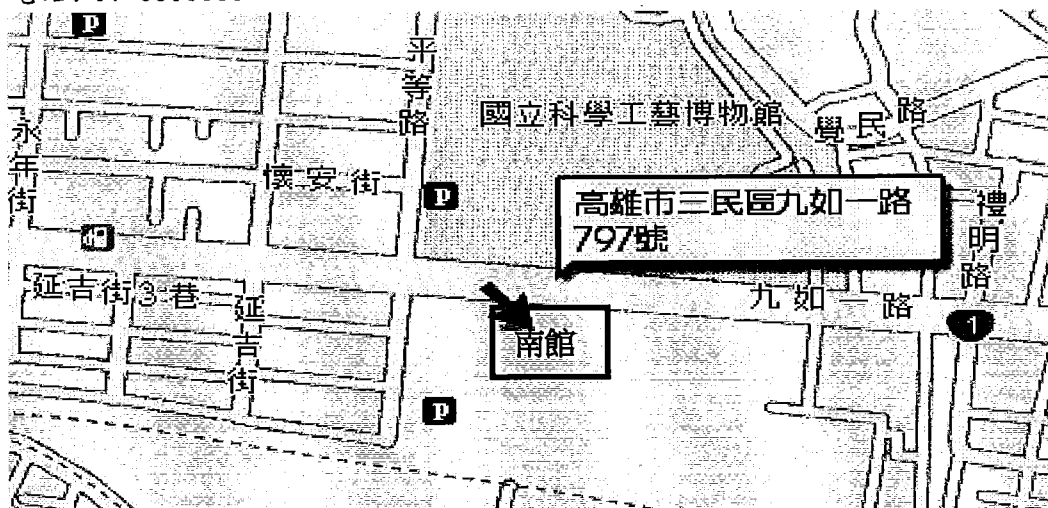 P
平等路
永年街
國立科學工藝博物館
覺民路
懷安街
P
高雄市三民區九如一路
797號
禮明路
延吉街3巷
延吉街
九如一路
1
南館
P